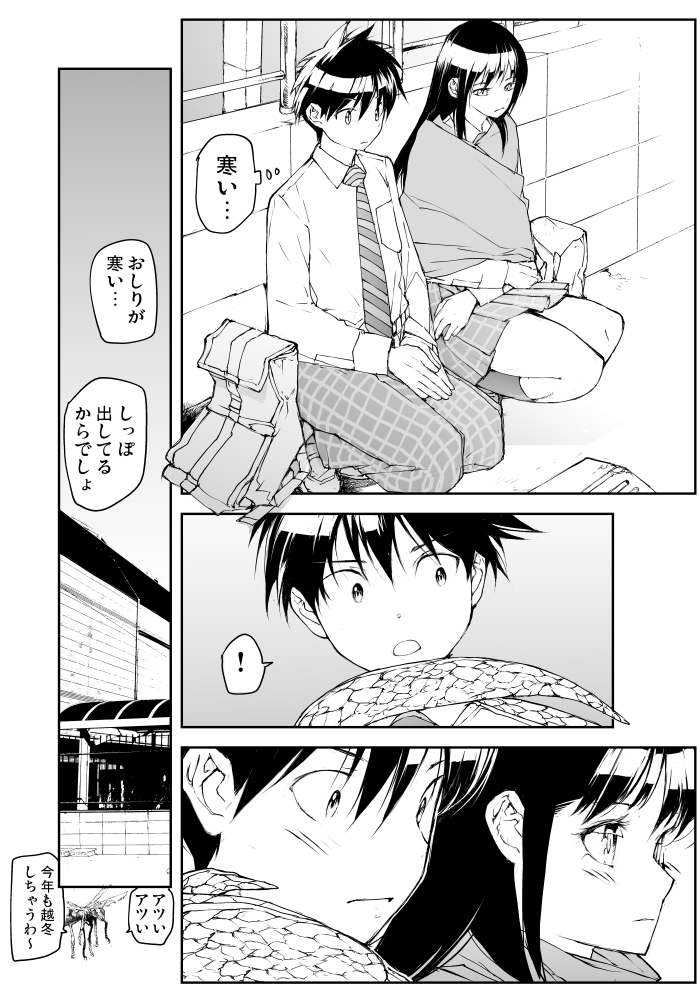 寒い…
！
おしりが
寒い…
しっぽ
出してる
からでしょ
アツい
アツい
今年も越冬
しちゃうわ～